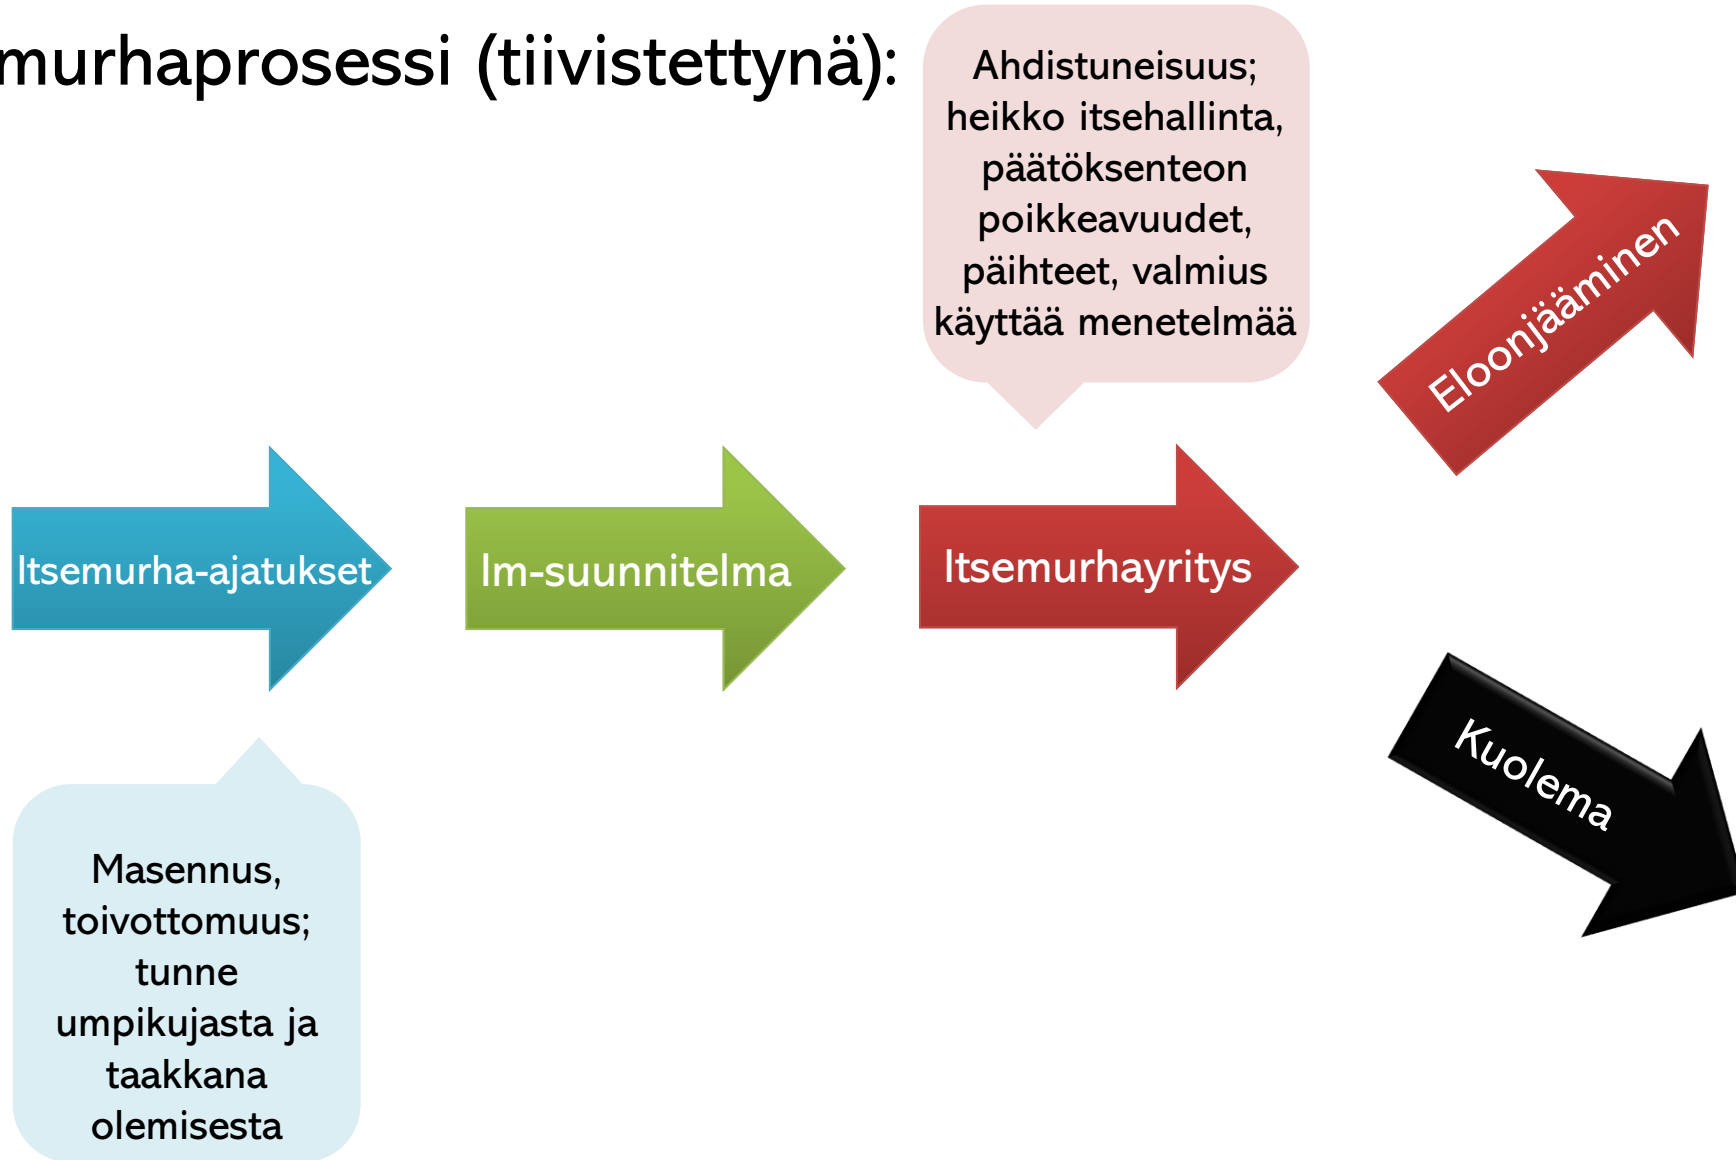 murhaprosessi (tiivistettynä):
Ahdistuneisuus;
heikko itsehallinta,
päätöksenteon
poikkeavuudet,
päihteet, valmius
käyttää menetelmää
Eloonjääminen
Itsemurha-ajatukset
Im-suunnitelma
Itsemurhayritys
Kuolema
Masennus,
toivottomuus;
tunne
umpikujasta ja
taakkana
olemisesta